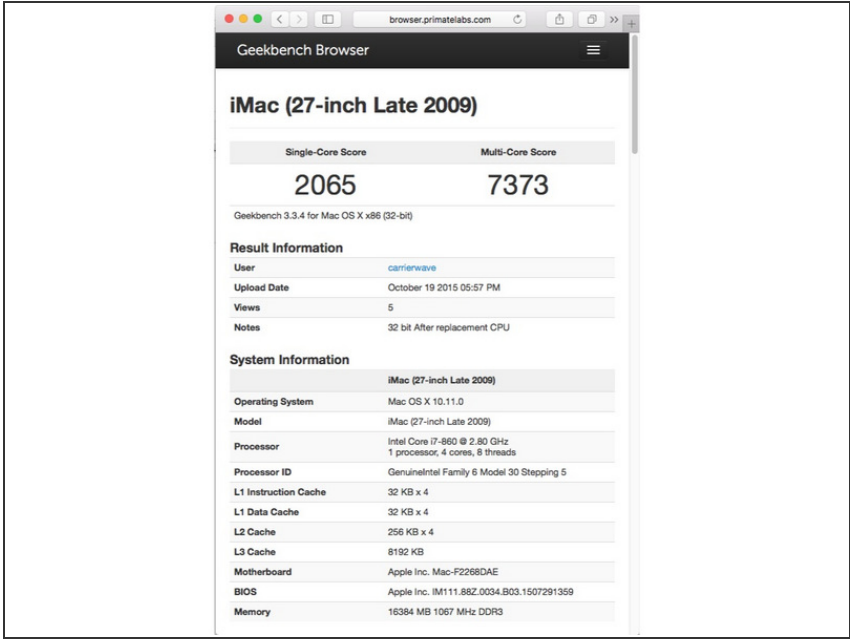 browser.primatelabs.com
Geekbench Browser
iMac (27-inch Late 2009)
Single-Core Score Multi-Core Score
2065 7373
Geekbench 3.3.4 for Mac OS X x86 (32-bit)
Result Information
User carrierwave
Upload Date October 19 2015 05:57 PM
Views 5
Notes 32 bit After replacement CPU
System Information
iMac (27-inch Late 2009)
Operating System Mac OS X 10.11.0
Model iMac (27-inch Late 2009)
Processor Intel Core i7-860 @ 2.80 GHz
1 processor, 4 cores, 8 threads
Processor ID GenuineIntel Family 6 Model 30 Stepping 5
L1 Instruction Cache 32 KB x 4
L1 Data Cache 32 KB x 4
L2 Cache 256 KB x 4
L3 Cache 8192 KB
Motherboard Apple Inc. Mac-F2268DAE
BIOS Apple Inc. IM111.88Z.0034.B03.1507291359
Memory 16384 MB 1067 MHz DDR3